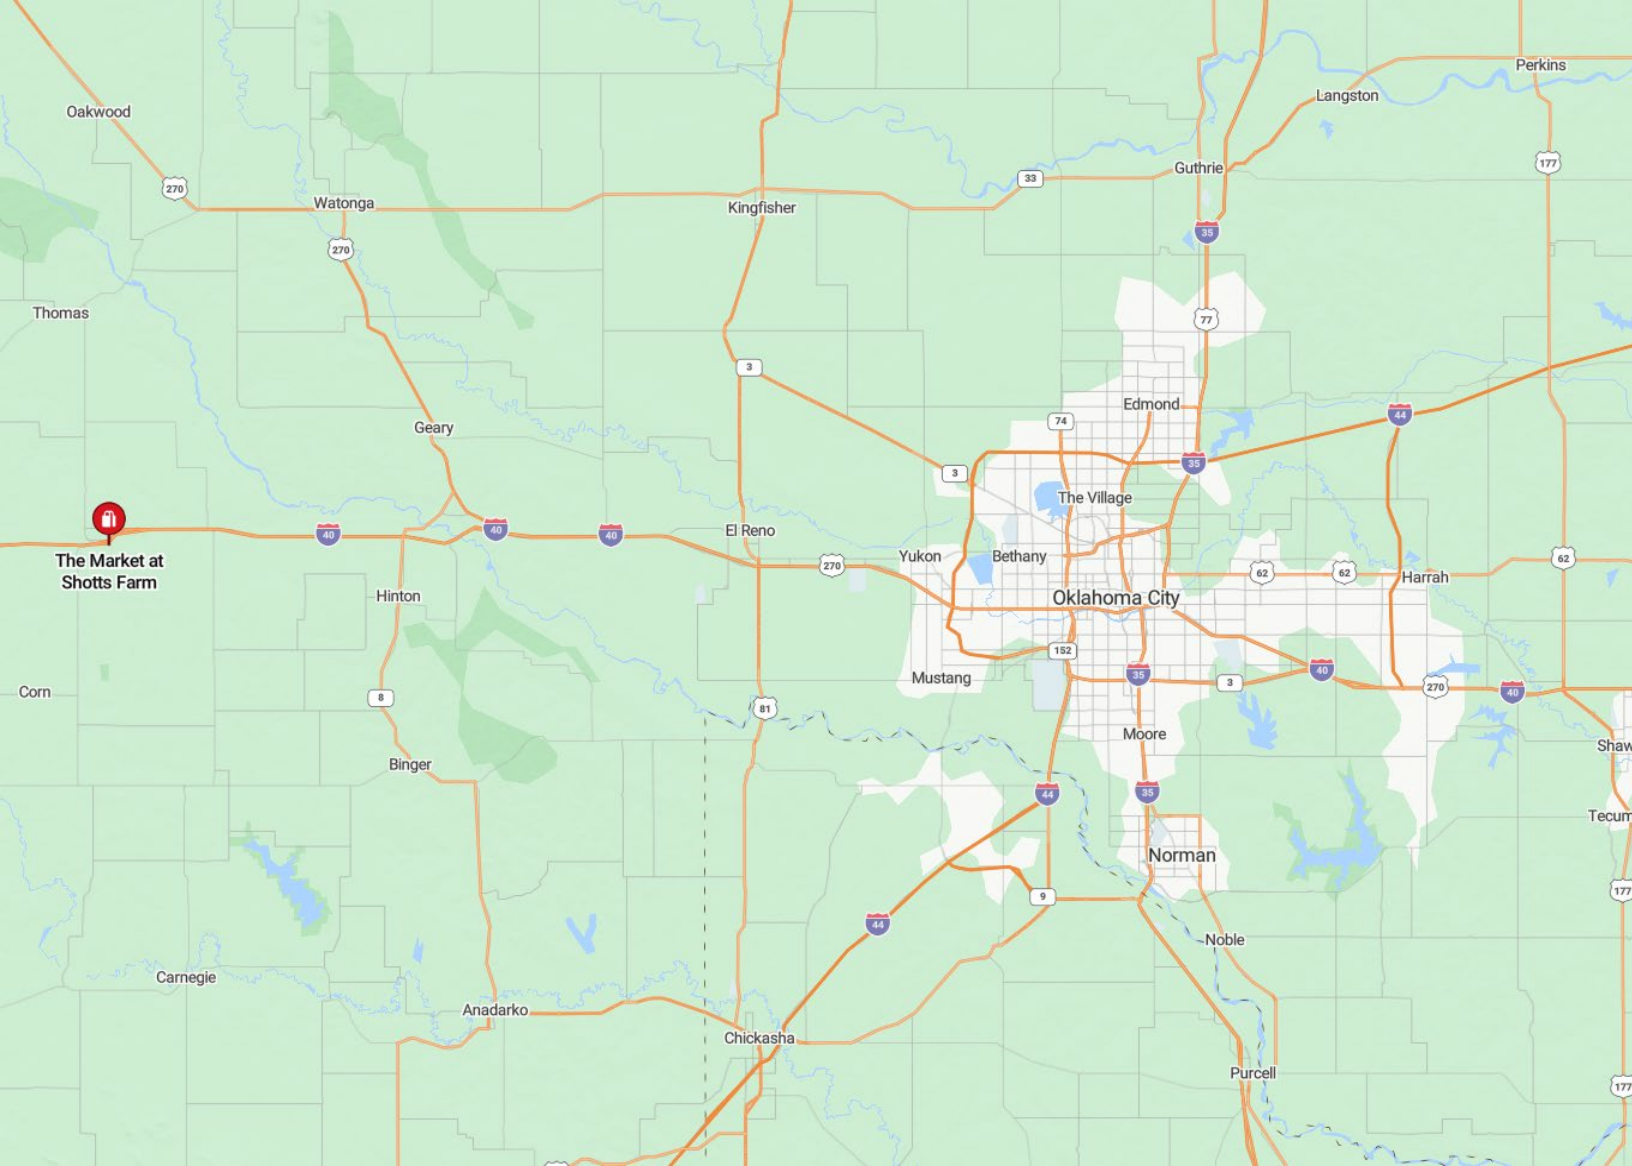 Perkins
Langston
Oakwood
177
Guthrie
33
270
Watonga
Kingfisher
35
270
Thomas
77
3
Edmond
44
74
Geary
35
3
The Village
40
40
40
El Reno
The Market at
Shotts Farm
Yukon
Bethany
62
270
62
62
Harrah
Hinton
Oklahoma City
152
Mustang
35
3
40
270
40
Corn
8
81
Moore
Shaw
Binger
44
35
Tecum
Norman
177
9
44
Noble
Carnegie
Anadarko
Chickasha
Purcell
177